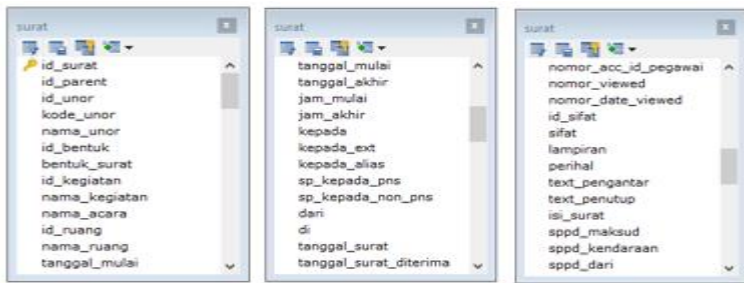 surat
id_surat
id_parent
id_unor
kode_unor
nama_unor
id_bentuk
bentuk_surat
id_kegiatan
nama_kegiatan
nama_acara
id_ruang
nama_ruang
tanggal_mulai
surat
tanggal_mulai
tanggal_akhir
jam_mulai
jam_akhir
kepada
kepada_ext
kepada_alias
sp_kepada_pns
sp_kepada_non_pns
dari
di
tanggal_surat
tanggal_surat_diterima
surat
nomor_acc_id_pegawai
nomor_viewed
nomor_date_viewed
id_sifat
sifat
lampiran
perihal
text_pengantar
text_penutup
isi_surat
sppd_maksud
sppd_kendaraan
sppd_dari